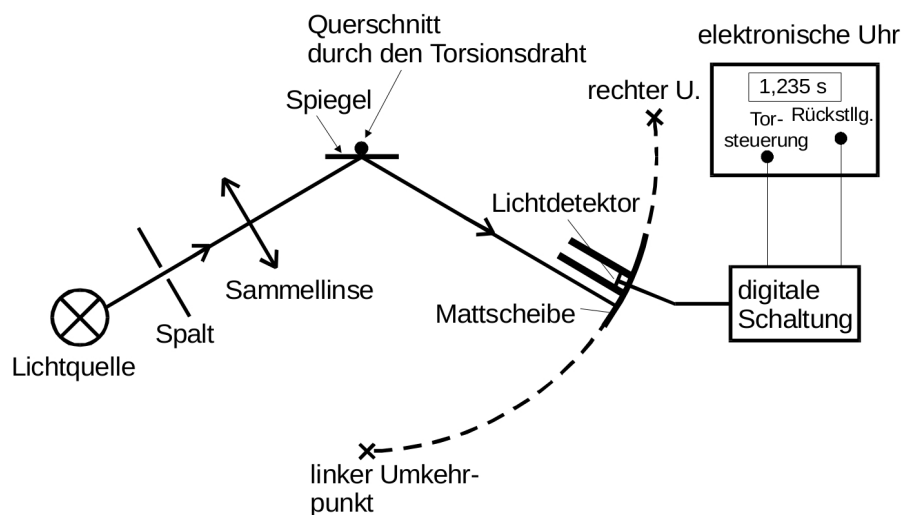 Querschnitt
durch den Torsionsdraht
elektronische Uhr
Spiegel
rechter U.
1,235 s
Tor-
steuerung
Rückstllg.
Lichtdetektor
Sammellinse
Mattscheibe
digitale
Schaltung
Spalt
Lichtquelle
linker Umkehr-
punkt